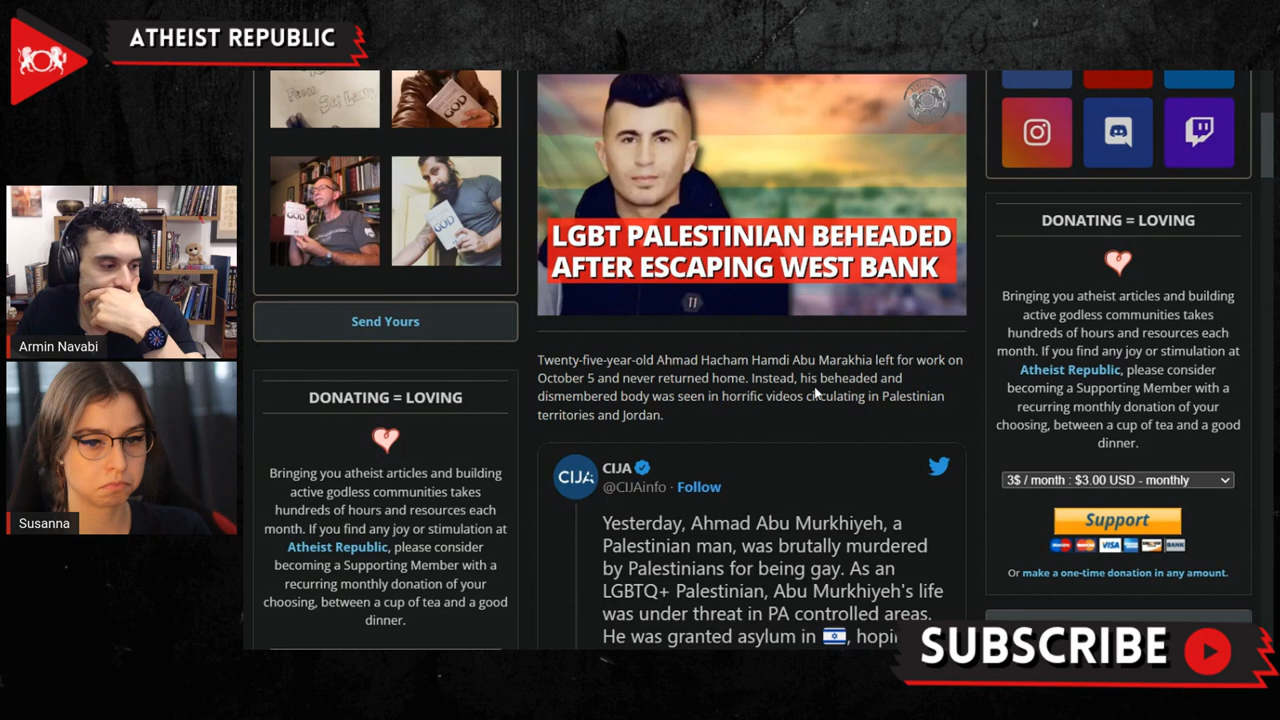 ATHEIST REPUBLIC
Armin Navabi
Susanna
GOD
GOD
Send Yours
DONATING = LOVING
Bringing you atheist articles and building
active godless communities takes
hundreds of hours and resources each
month. If you find any joy or stimulation at
Atheist Republic, please consider
becoming a Supporting Member with a
recurring monthly donation of your
choosing, between a cup of tea and a good
dinner.
LGBT PALESTINIAN BEHEADED
AFTER ESCAPING WEST BANK
Twenty-five-year-old Ahmad Hacham Hamdi Abu Marakhia left for work on
October 5 and never returned home. Instead, his beheaded and
dismembered body was seen in horrific videos circulating in Palestinian
territories and Jordan.
CIJA
CIJA
@CIJAinfo · Follow
Yesterday, Ahmad Abu Murkhiyeh, a
Palestinian man, was brutally murdered
by Palestinians for being gay. As an
LGBTQ+ Palestinian, Abu Murkhiyeh's life
was under threat in PA controlled areas.
He was granted asylum in 🇮🇱, hopi
DONATING = LOVING
Bringing you atheist articles and building
active godless communities takes
hundreds of hours and resources each
month. If you find any joy or stimulation at
Atheist Republic, please consider
becoming a Supporting Member with a
recurring monthly donation of your
choosing, between a cup of tea and a good
dinner.
3$ / month : $3.00 USD - monthly
Support
VISA
BANK
Or make a one-time donation in any amount.
SUBSCRIBE